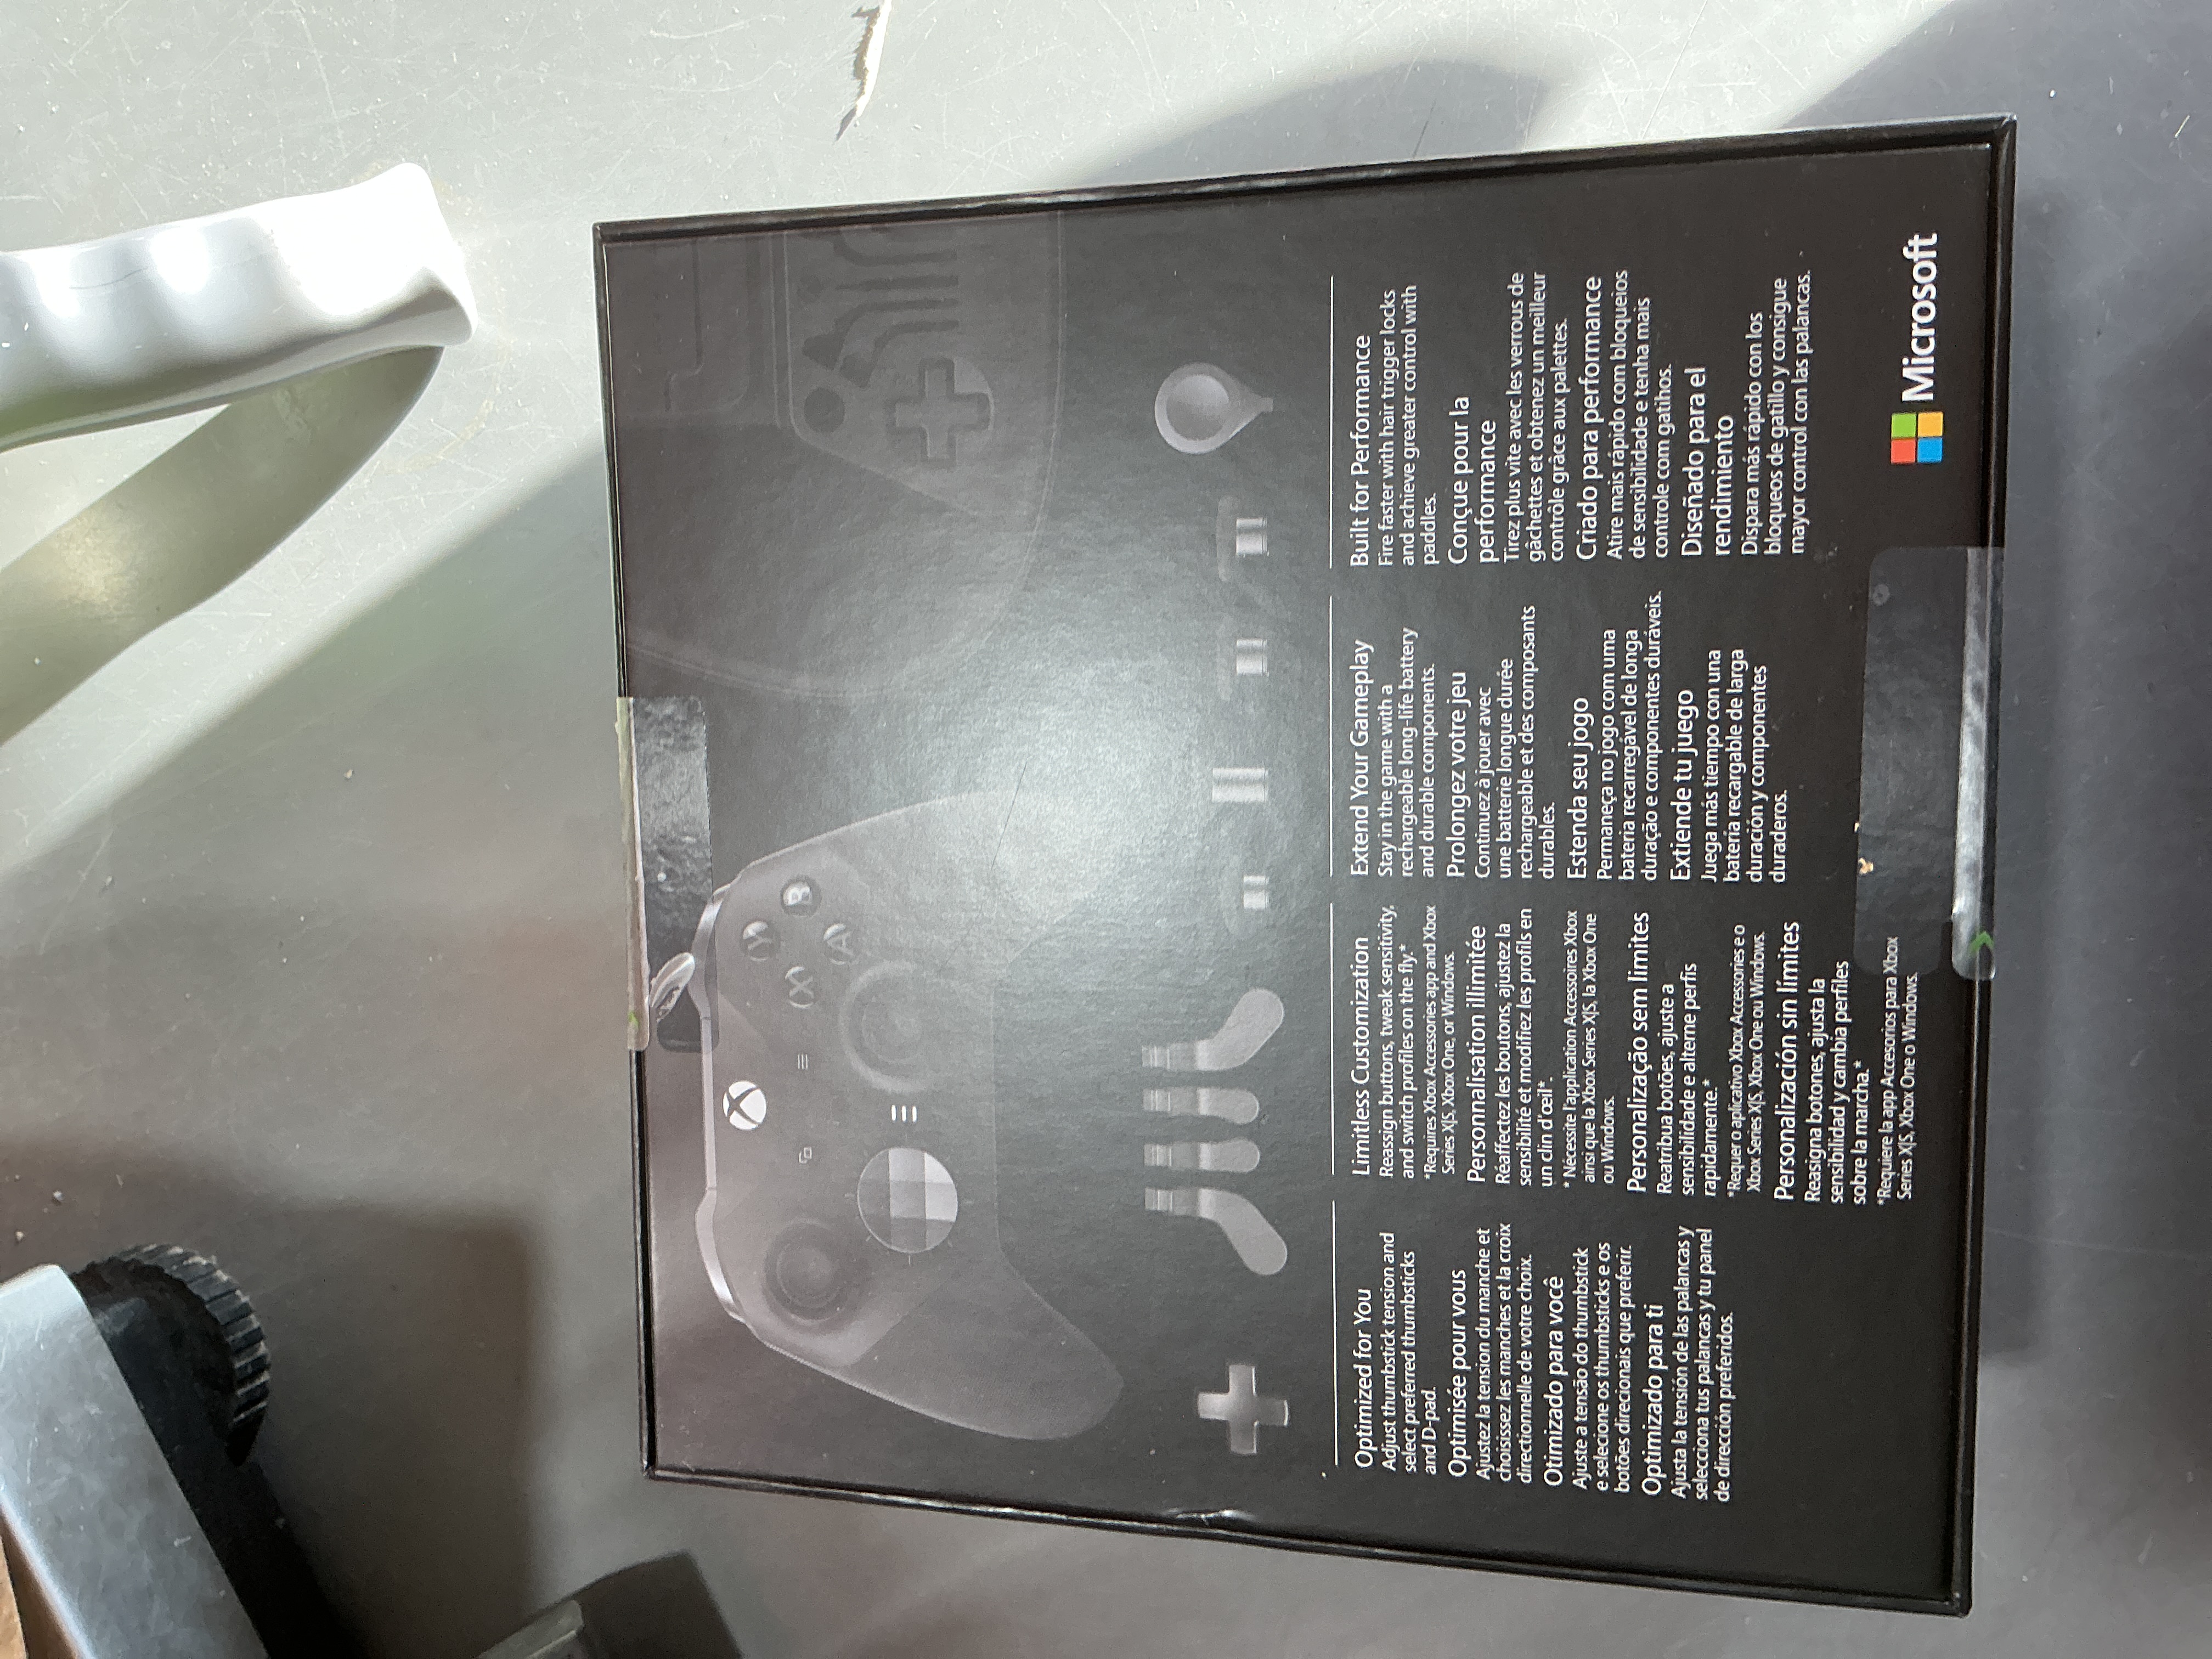 Y
B
X
A
Optimized for You
Adjust thumbstick tension and
select preferred thumbsticks
and D-pad.
Optimisée pour vous
Ajustez la tension du manche et
choisissez les manches et la croix
directionnelle de votre choix.
Otimizado para você
Ajuste a tensão do thumbstick
e selecione os thumbsticks e os
botões direcionais que preferir.
Optimizado para ti
Ajusta la tensión de las palancas y
selecciona tus palancas y tu panel
de dirección preferidos.
Limitless Customization
Reassign buttons, tweak sensitivity,
and switch profiles on the fly.*
*Requires Xbox Accessories app and Xbox
Series X|S, Xbox One, or Windows.
Personnalisation illimitée
Réaffectez les boutons, ajustez la
sensibilité et modifiez les profils en
un clin d'œil*.
*Nécessite l'application Accessoires Xbox
ainsi que la Xbox Series X|S, la Xbox One
ou Windows.
Personalização sem limites
Reatribua botões, ajuste a
sensibilidade e alterne perfis
rapidamente.*
*Requer o aplicativo Xbox Accessories e o
Xbox Series X|S, Xbox One ou Windows.
Personalización sin límites
Reasigna botones, ajusta la
sensibilidad y cambia perfiles
sobre la marcha.*
*Requiere la app Accesorios para Xbox
Series X|S, Xbox One o Windows.
Extend Your Gameplay
Stay in the game with a
rechargeable long-life battery
and durable components.
Prolongez votre jeu
Continuez à jouer avec
une batterie longue durée
rechargeable et des composants
durables.
Estenda seu jogo
Permaneça no jogo com uma
bateria recarregável de longa
duração e componentes duráveis.
Extiende tu juego
Juega más tiempo con una
batería recargable de larga
duración y componentes
duraderos.
Built for Performance
Fire faster with hair trigger locks
and achieve greater control with
paddles.
Conçue pour la
performance
Tirez plus vite avec les verrous de
gâchettes et obtenez un meilleur
contrôle grâce aux palettes.
Criado para performance
Atire mais rápido com bloqueios
de sensibilidade e tenha mais
controle com gatihos.
Diseñado para el
rendimiento
Dispara más rápido con los
bloqueos de gatillo y consigue
mayor control con las palancas.
Microsoft